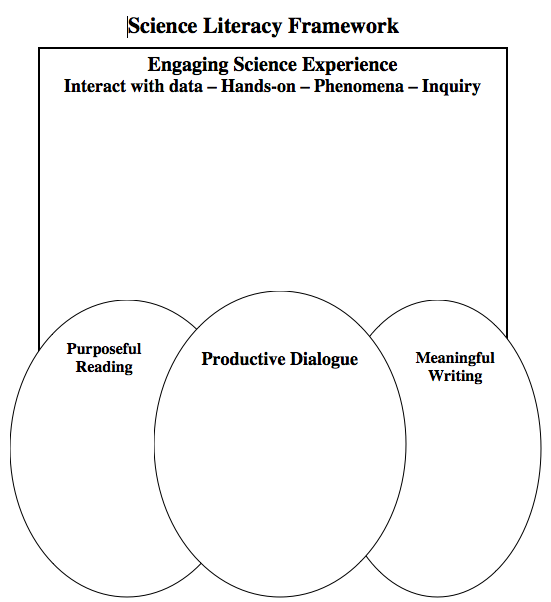 Science Literacy Framework
Engaging Science Experience
Interact with data – Hands-on – Phenomena – Inquiry
Purposeful
Reading
Productive Dialogue
Meaningful
Writing